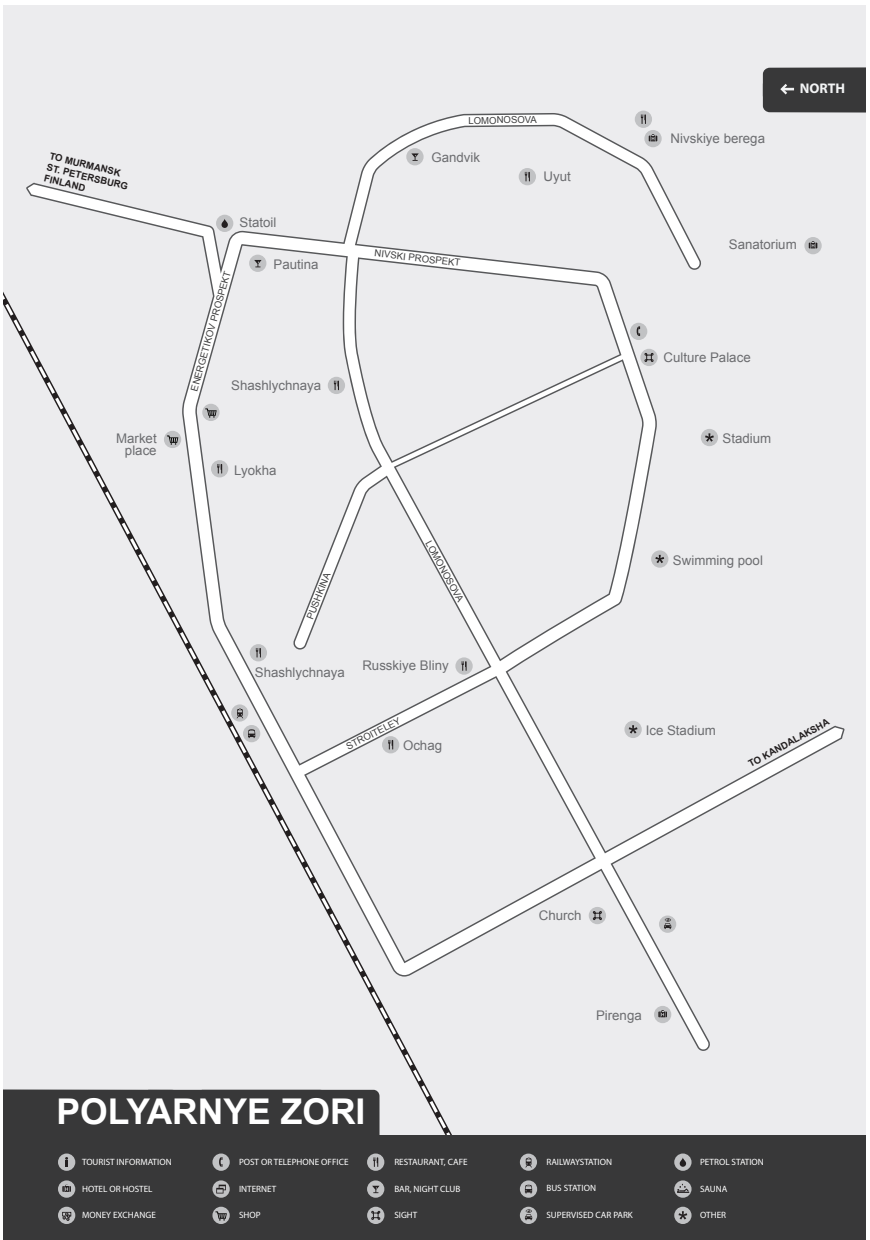 ← NORTH
LOMONOSOVA
Nivskiye berega
Gandvik
Uyut
TO MURMANSK
ST. PETERSBURG
FINLAND
Statoil
Sanatorium
NIVSKI PROSPEKT
Pautina
ENERGETIKOV PROSPEKT
Culture Palace
Shashlychnaya
Market
place
Stadium
Lyokha
LOMONOSOVA
Swimming pool
PUSHKINA
Russkiye Bliny
Shashlychnaya
STROITELEY
Ochag
Ice Stadium
TO KANDALAKSHA
Church
Pirenga
POLYARNYE ZORI
TOURIST INFORMATION
POST OR TELEPHONE OFFICE
RESTAURANT, CAFE
RAILWAYSTATION
PETROL STATION
HOTEL OR HOSTEL
INTERNET
BAR, NIGHT CLUB
BUS STATION
SAUNA
MONEY EXCHANGE
SHOP
SIGHT
SUPERVISED CAR PARK
OTHER